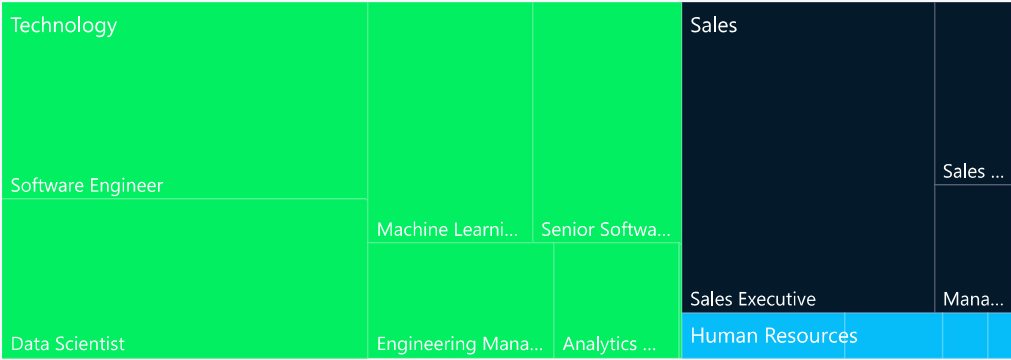 Technology
Software Engineer
Data Scientist
Machine Learni...
Senior Softwa...
Engineering Mana...
Analytics ...
Sales
Sales Executive
Sales ...
Mana...
Human Resources